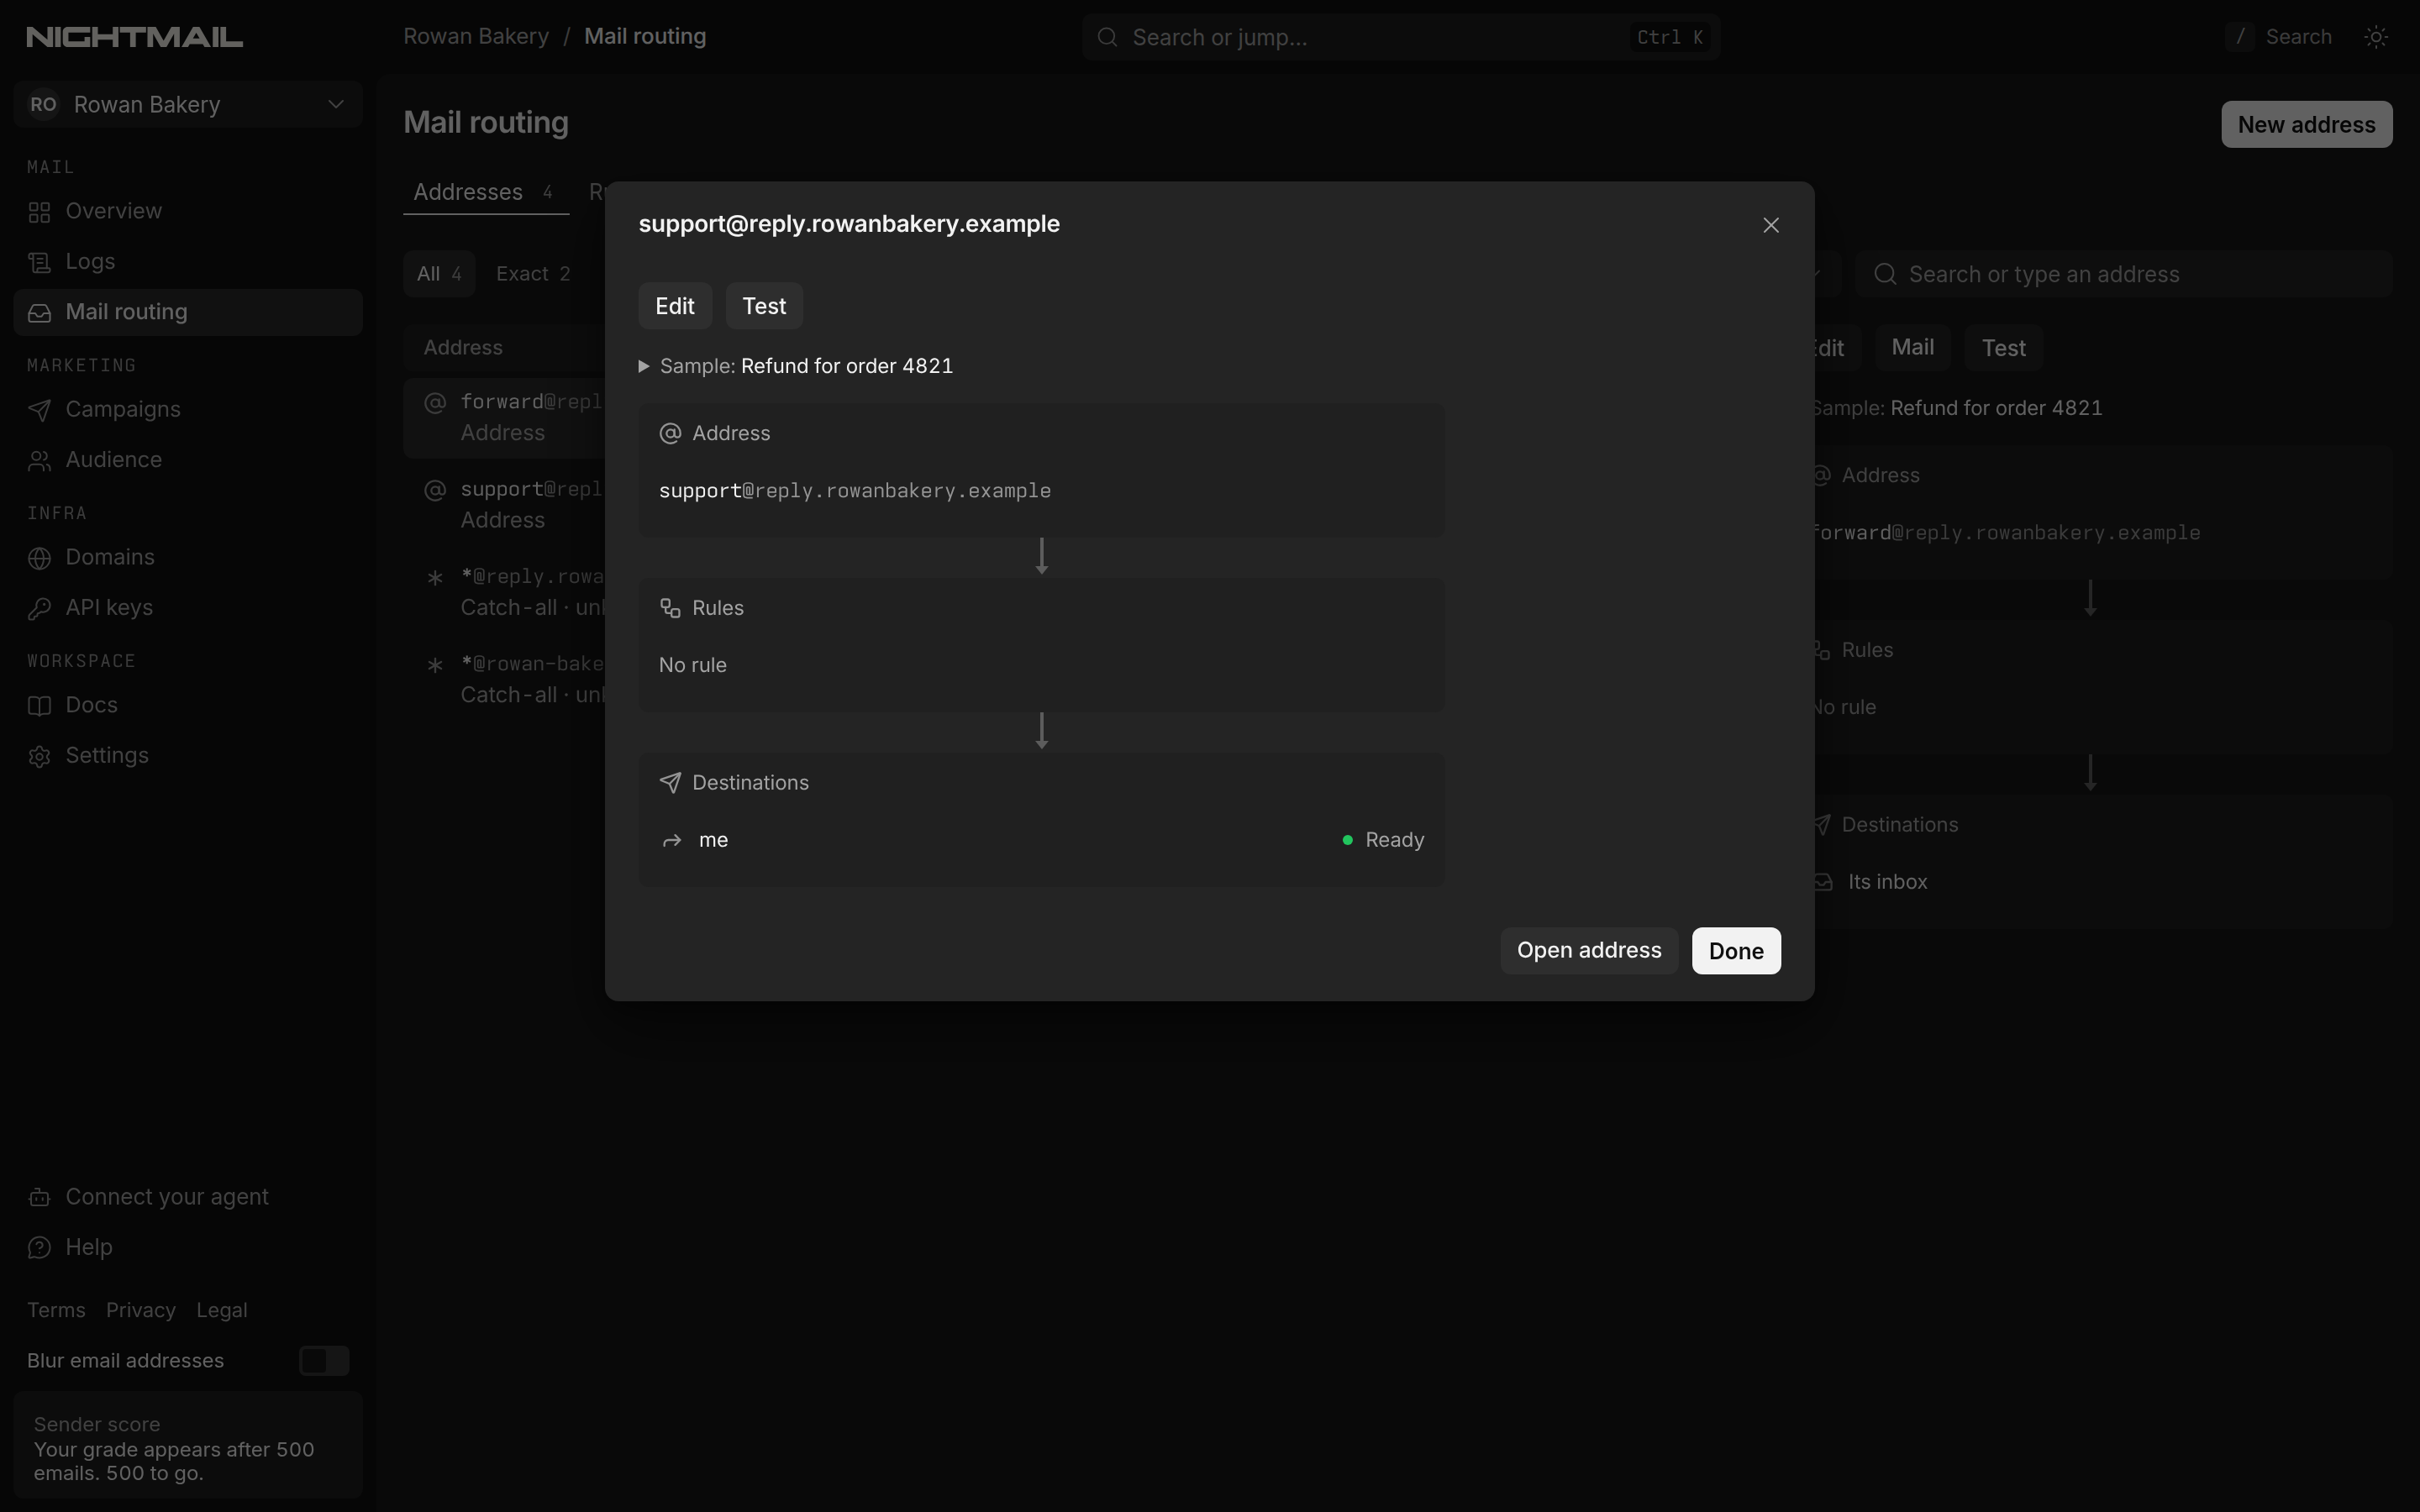 NIGHTMAIL
Rowan Bakery / Mail routing
Search or jump...
Ctrl K
/ Search
RO Rowan Bakery
MAIL
Overview
Logs
Mail routing
MARKETING
Campaigns
Audience
INFRA
Domains
API keys
WORKSPACE
Docs
Settings
Connect your agent
Help
Terms Privacy Legal
Blur email addresses
Sender score
Your grade appears after 500
emails. 500 to go.
Mail routing
New address
Addresses 4
All 4 Exact 2
Search or type an address
Address
forward@repl
Address
support@repl
Address
*@reply.rowa
Catch-all ·
*@rowan-bake
Catch-all ·
support@reply.rowanbakery.example
Edit Test
Sample: Refund for order 4821
@ Address
support@reply.rowanbakery.example
Rules
No rule
Destinations
me
Ready
Open address Done
Edit Mail Test
Sample: Refund for order 4821
@ Address
forward@reply.rowanbakery.example
Rules
No rule
Destinations
Its inbox